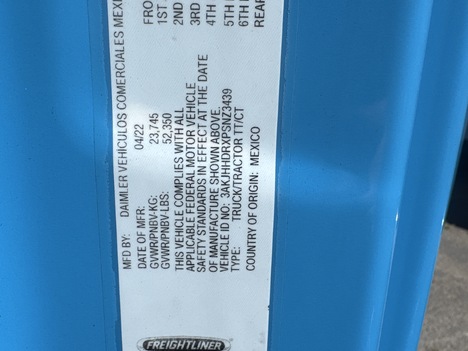 MFD BY: DAIMLER VEHICULOS COMERCIALES MEXI
DATE OF MFR: 04/22
GVWR/PNBV-KG: 23,745
GVWR/PNBV-LBS: 52,350
THIS VEHICLE COMPLIES WITH ALL
APPLICABLE FEDERAL MOTOR VEHICLE
SAFETY STANDARDS IN EFFECT AT THE DATE
OF MANUFACTURE SHOWN ABOVE.
VEHICLE ID NO: 3AKJHHDRXPSNZ3439
TYPE: TRUCK/TRACTOR TT/CT
COUNTRY OF ORIGIN: MEXICO
FRO
1ST
2ND
3RD
4TH
5TH
6TH
REAR
FREIGHTLINER